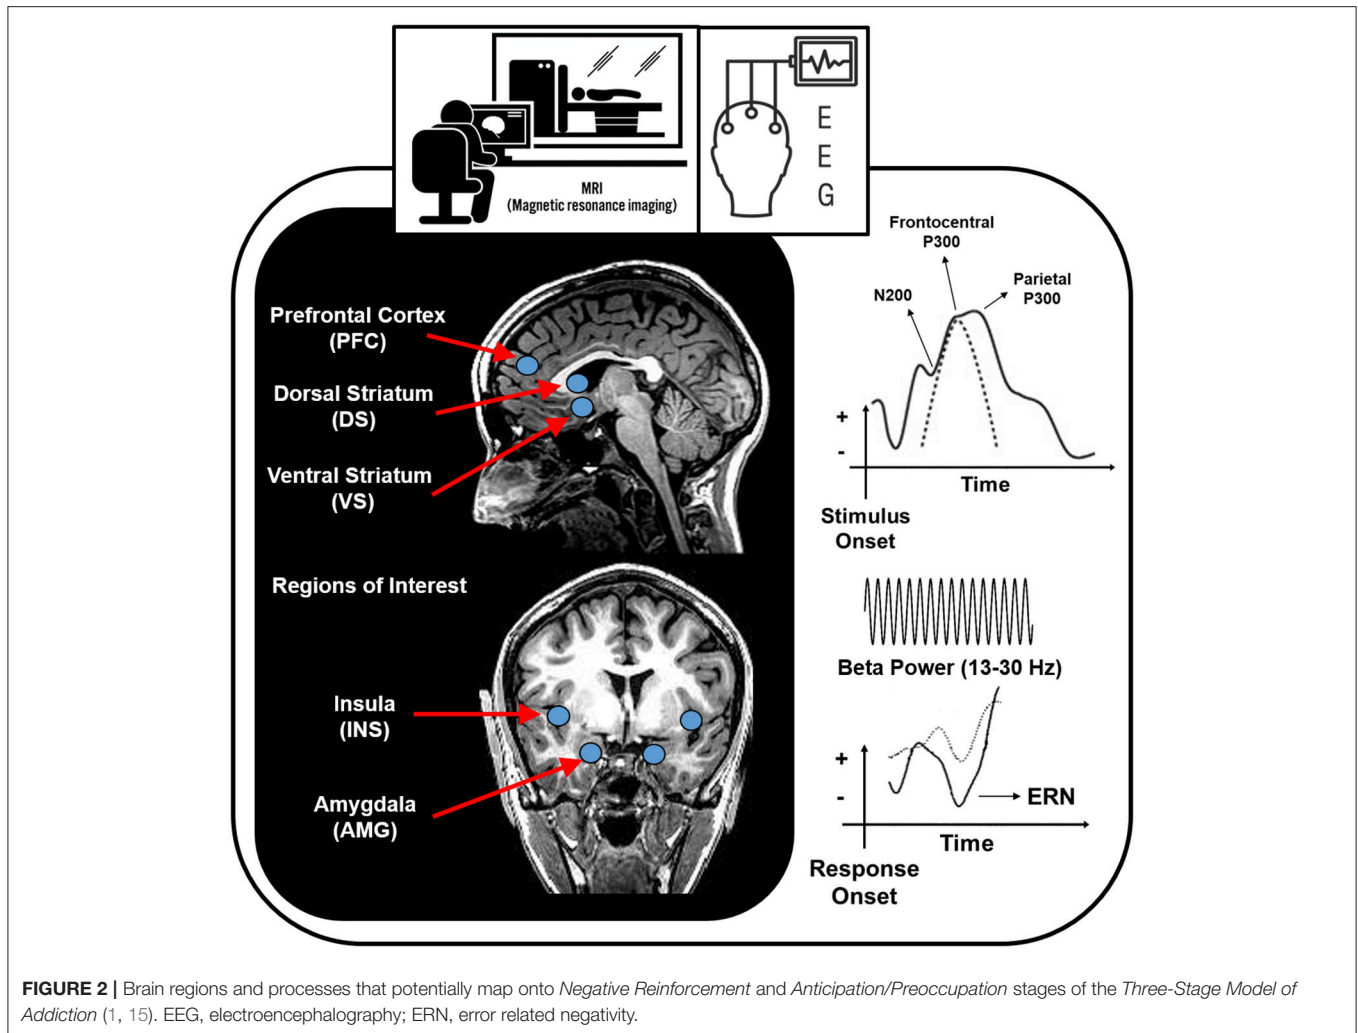 MRI
(Magnetic resonance imaging)
E
E
G
Prefrontal Cortex
(PFC)
Dorsal Striatum
(DS)
Ventral Striatum
(VS)
Regions of Interest
Insula
(INS)
Amygdala
(AMG)
Frontocentral
P300
Parietal
P300
N200
+
-
Time
Stimulus
Onset
Beta Power (13-30 Hz)
+
-
ERN
Time
Response
Onset
FIGURE 2 | Brain regions and processes that potentially map onto Negative Reinforcement and Anticipation/Preoccupation stages of the Three-Stage Model of
Addiction (1, 15). EEG, electroencephalography; ERN, error related negativity.